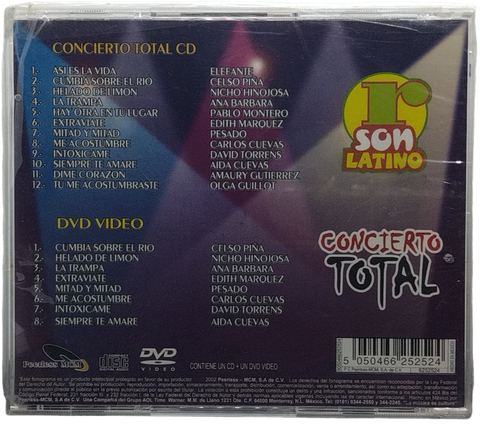 CONCIERTO TOTAL CD
1.- ASI ES LA VIDA ELEFANTE
2.- CUMBIA SOBRE EL RIO CELSO PIÑA
3.- HELADO DE LIMON NICHO HINOJOSA
4.- LA TRAMPA ANA BARBARA
5.- HAY OTRA EN TU LUGAR PABLO MONTERO
6.- EXTRAVIATE EDITH MARQUEZ
7.- MITAD Y MITAD PESADO
8.- ME ACOSTUMBRE CARLOS CUEVAS
9.- INTOXICAME DAVID TORRENS
10.- SIEMPRE TE AMARE AIDA CUEVAS
11.- DIME CORAZON AMAURY GUTIERREZ
12.- TU ME ACOSTUMBRASTE OLGA GUILLOT
r
SON
LATINO
DVD VIDEO
1.- CUMBIA SOBRE EL RIO CELSO PIÑA
2.- HELADO DE LIMON NICHO HINOJOSA
3.- LA TRAMPA ANA BARBARA
4.- EXTRAVIATE EDITH MARQUEZ
5.- MITAD Y MITAD PESADO
6.- ME ACOSTUMBRE CARLOS CUEVAS
7.- INTOXICAME DAVID TORRENS
8.- SIEMPRE TE AMARE AIDA CUEVAS
CONCIERTO
TOTAL
Peerless MCM
DVD
VIDEO
CONTIENE UN CD + UN DVD VIDEO
5 050466 252524